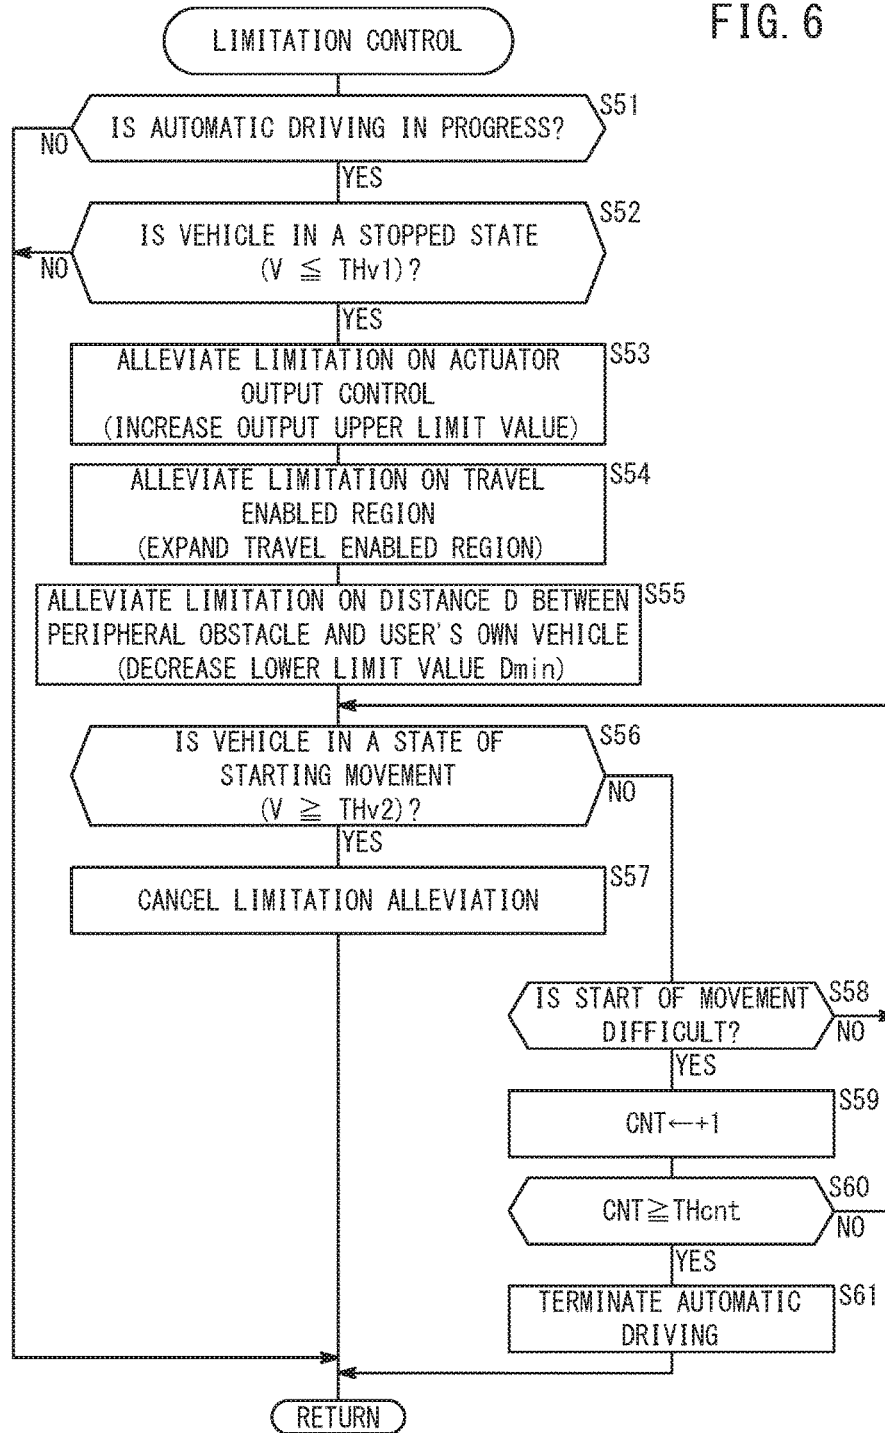 FIG. 6
LIMITATION CONTROL
S51
IS AUTOMATIC DRIVING IN PROGRESS?
NO
YES
S52
IS VEHICLE IN A STOPPED STATE
(V ≦ THv1)?
NO
YES
S53
ALLEVIATE LIMITATION ON ACTUATOR
OUTPUT CONTROL
(INCREASE OUTPUT UPPER LIMIT VALUE)
S54
ALLEVIATE LIMITATION ON TRAVEL
ENABLED REGION
(EXPAND TRAVEL ENABLED REGION)
S55
ALLEVIATE LIMITATION ON DISTANCE D BETWEEN
PERIPHERAL OBSTACLE AND USER'S OWN VEHICLE
(DECREASE LOWER LIMIT VALUE Dmin)
S56
IS VEHICLE IN A STATE OF
STARTING MOVEMENT
(V ≧ THv2)?
NO
YES
S57
CANCEL LIMITATION ALLEVIATION
S58
IS START OF MOVEMENT
DIFFICULT?
NO
YES
S59
CNT←+1
S60
CNT≧THcnt
NO
YES
S61
TERMINATE AUTOMATIC
DRIVING
RETURN